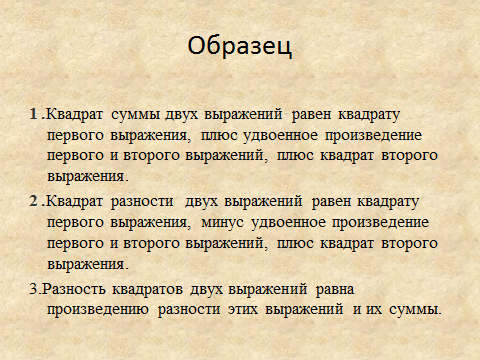 Образец
1 .Квадрат суммы двух выражений равен квадрату
первого выражения, плюс удвоенное произведение
первого и второго выражений, плюс квадрат второго
выражения.
2 .Квадрат разности двух выражений равен квадрату
первого выражения, минус удвоенное произведение
первого и второго выражений, плюс квадрат второго
выражения.
3.Разность квадратов двух выражений равна
произведению разности этих выражений и их суммы.